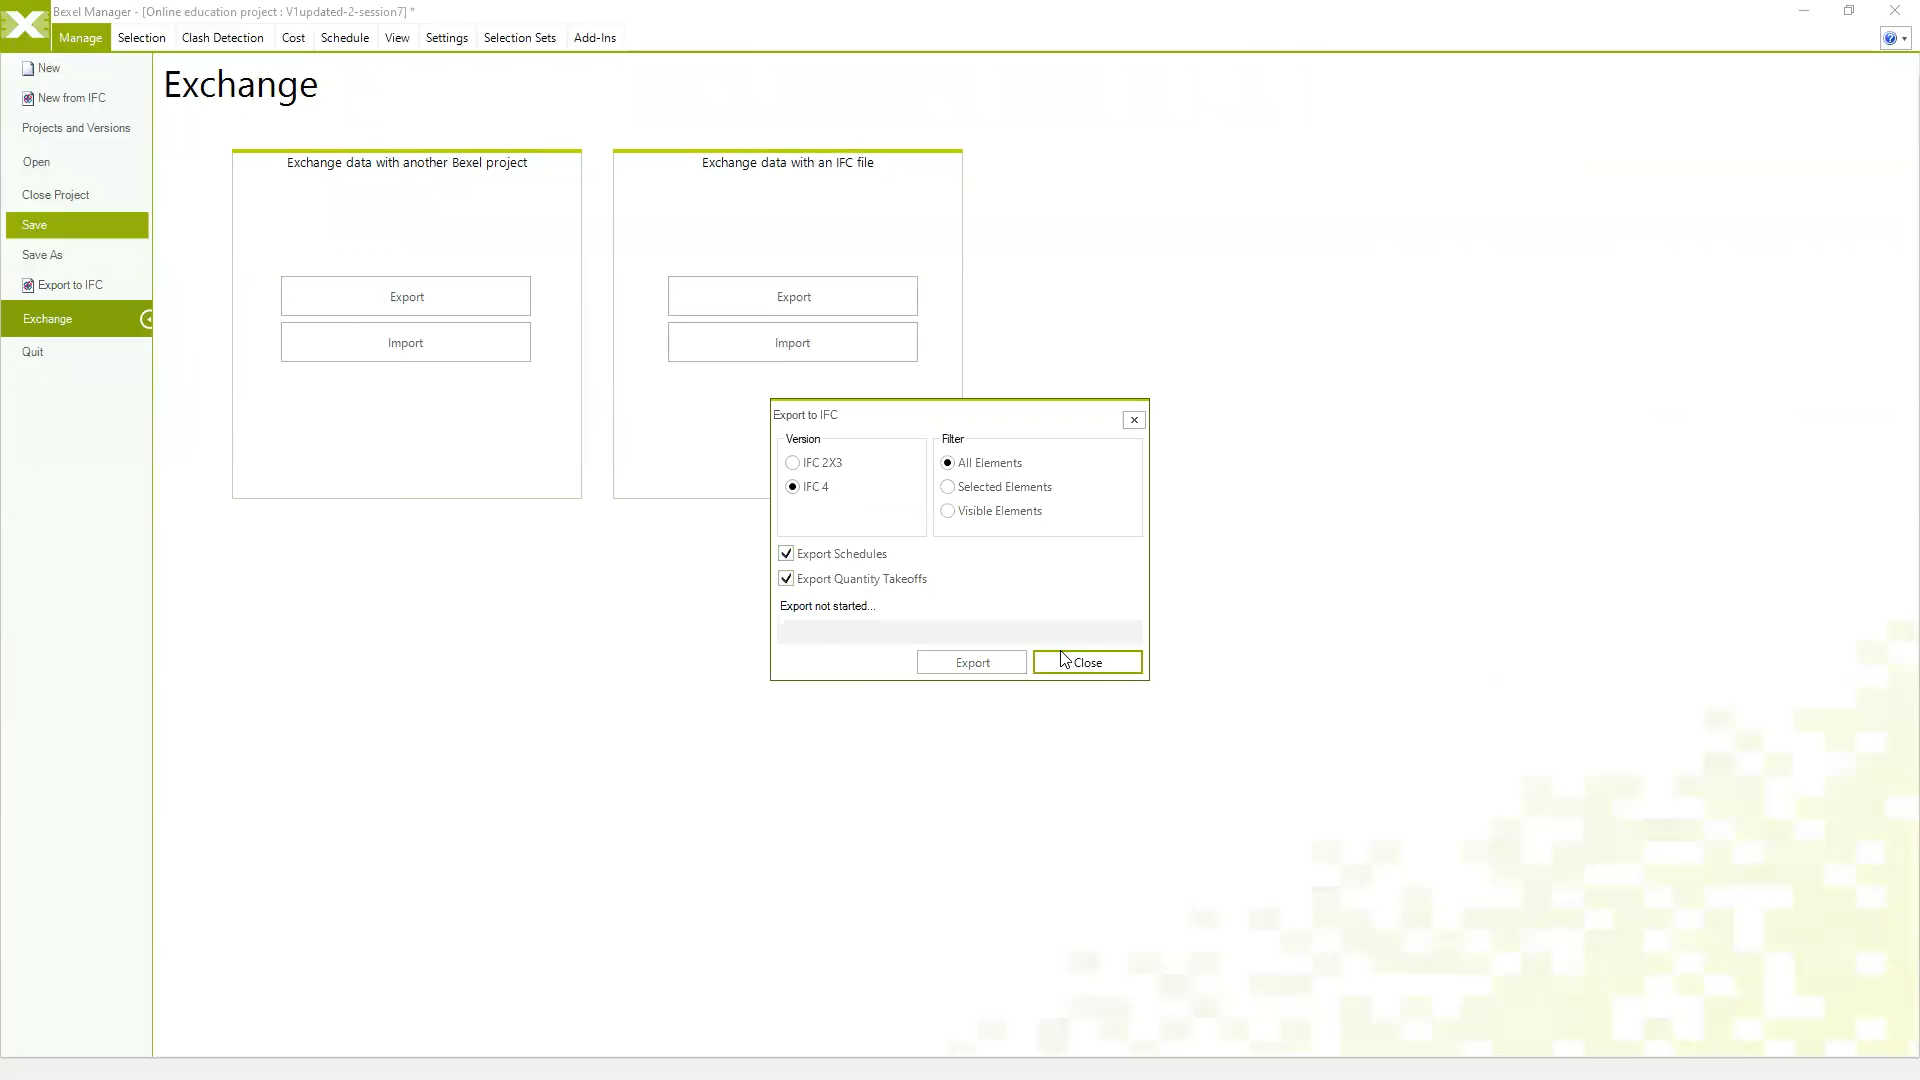 Bexel Manager - [Online education project : V1updated-2-session7] *
Manage Selection Clash Detection Cost Schedule View Settings Selection Sets Add-Ins
New
New from IFC
Projects and Versions
Open
Close Project
Save
Save As
Export to IFC
Exchange
Quit
Exchange
Exchange data with another Bexel project
Export
Import
Exchange data with an IFC file
Export
Import
Export to IFC
Version
IFC 2X3
IFC 4
Filter
All Elements
Selected Elements
Visible Elements
Export Schedules
Export Quantity Takeoffs
Export not started...
Export Close